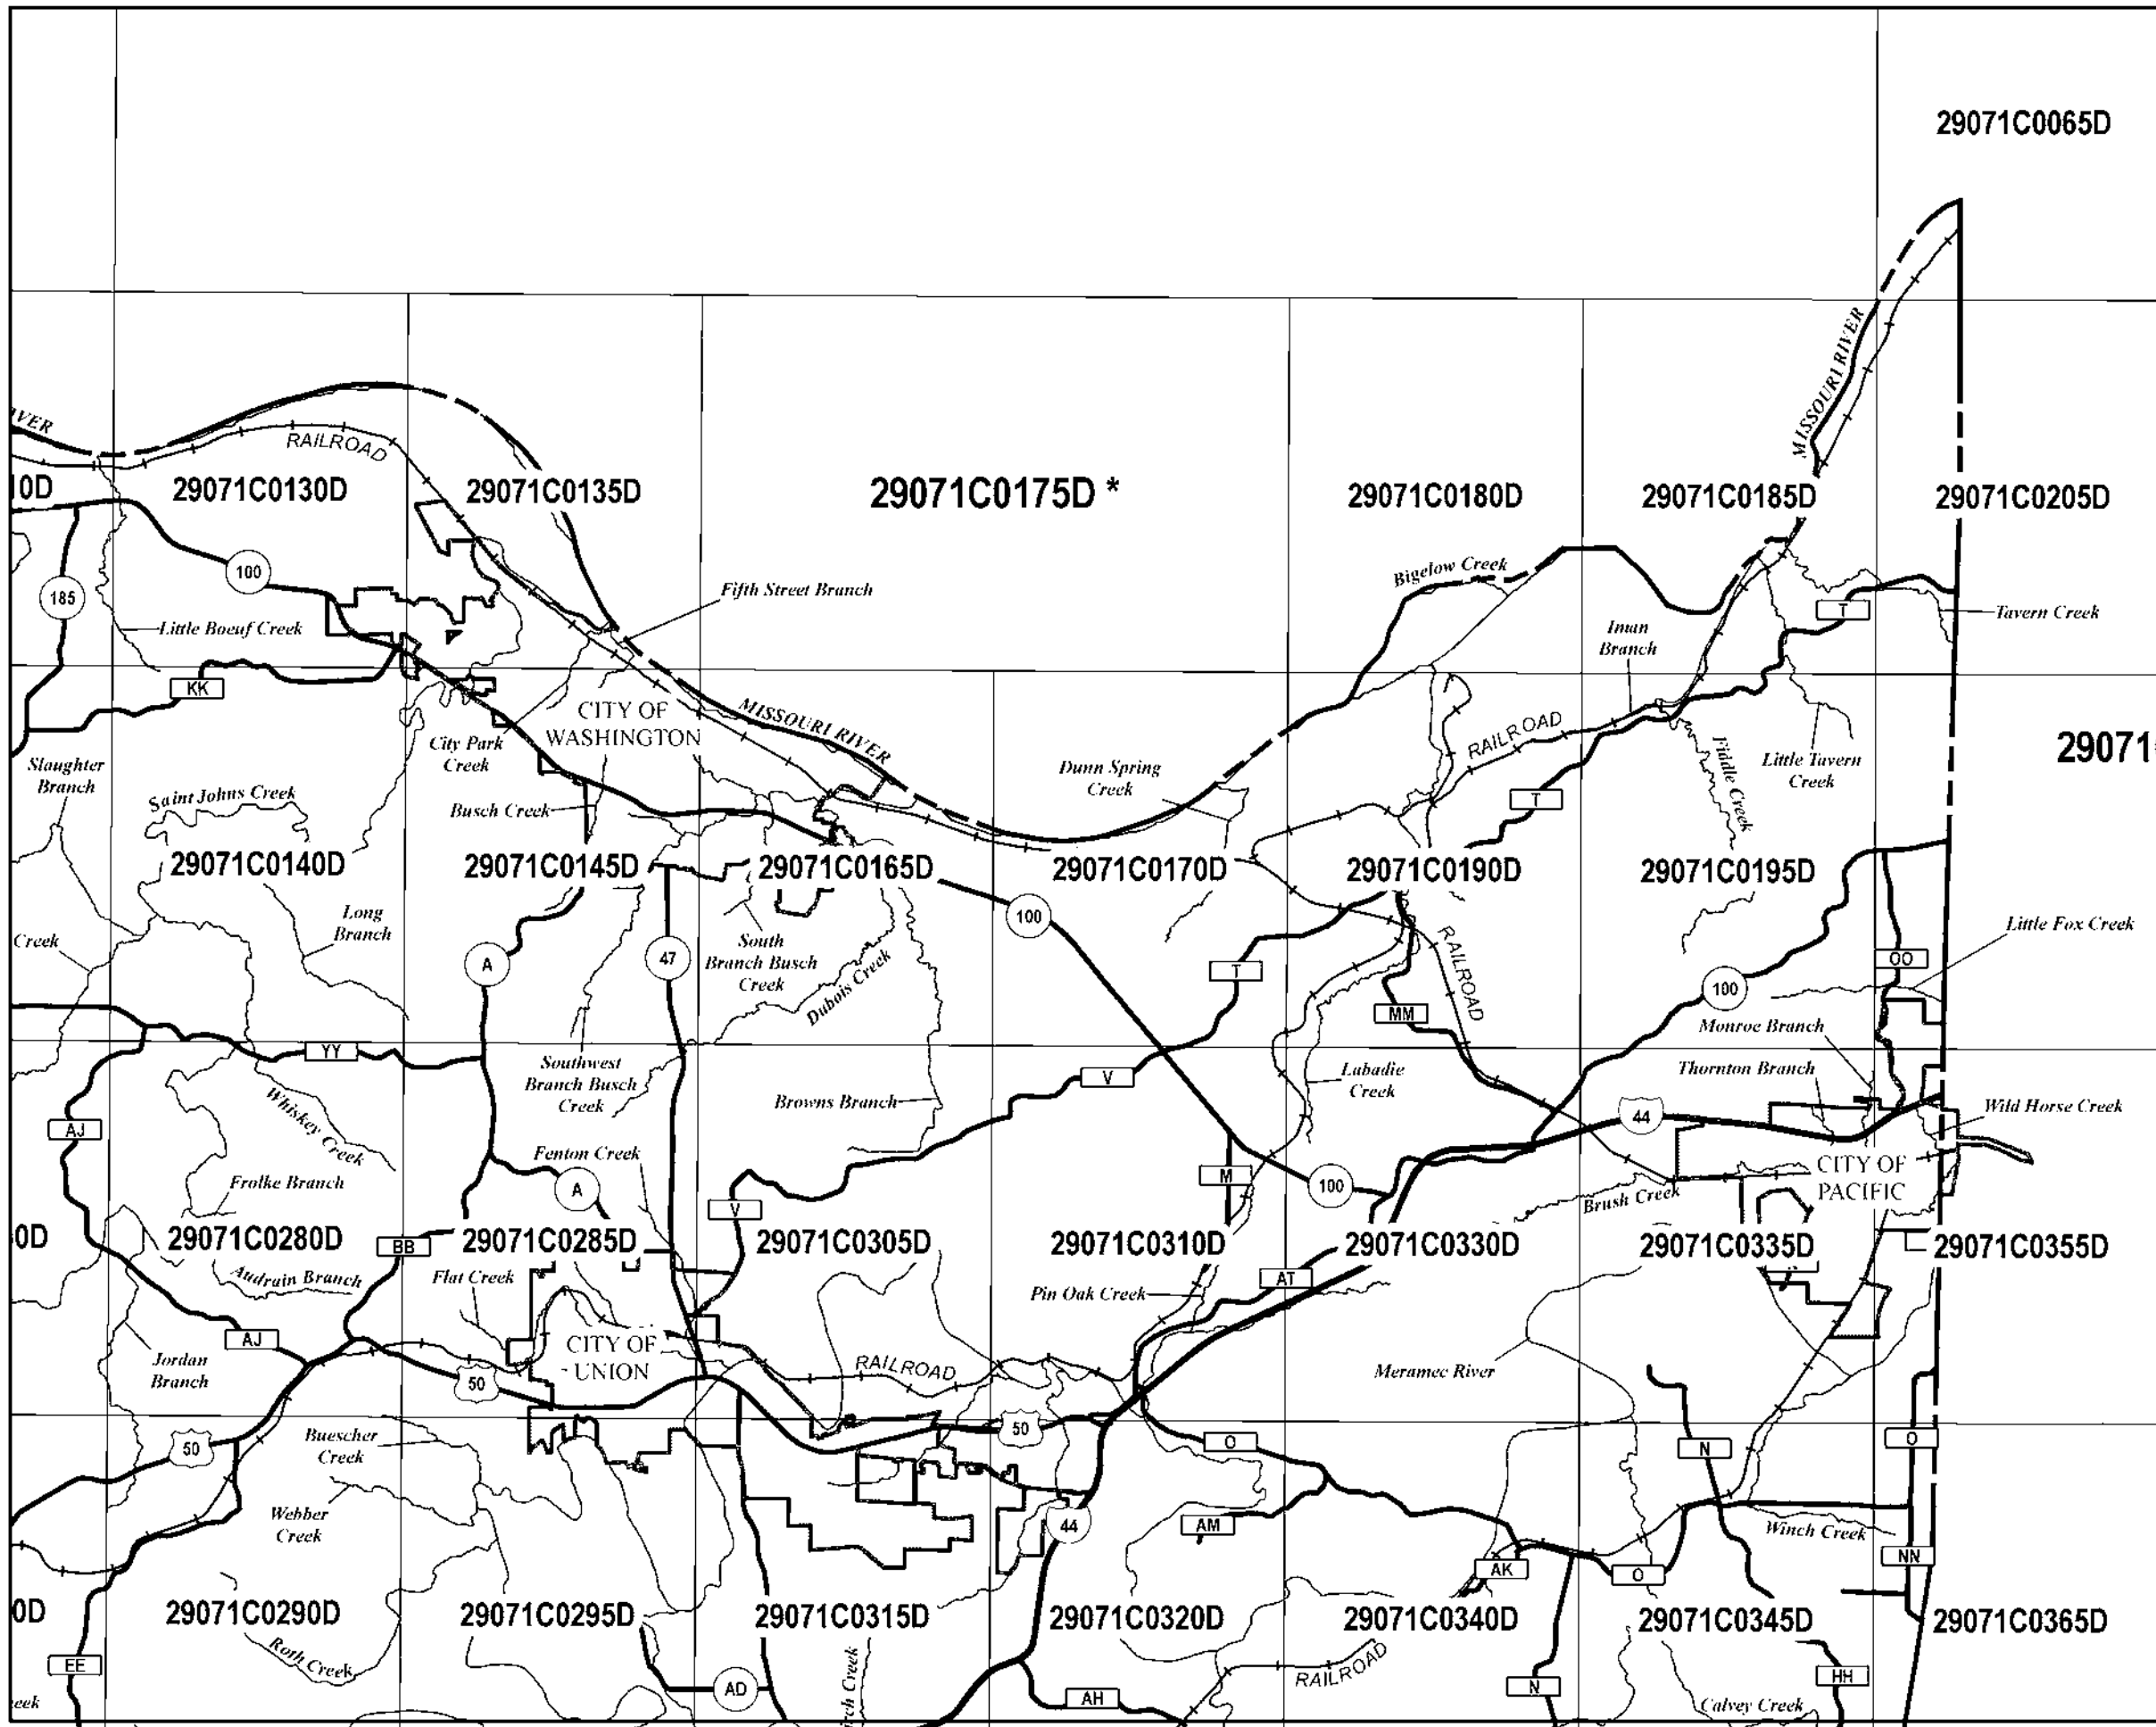 29071C0065D
MISSOURI RIVER
IVER
RAILROAD
0D
29071C0130D
29071C0135D
29071C0175D *
29071C0180D
29071C0185D
29071C0205D
100
185
Bigelow Creek
Fifth Street Branch
T
Tavern Creek
Little Boeuf Creek
Iman
Branch
KK
CITY OF
WASHINGTON
MISSOURI RIVER
RAILROAD
City Park
Creek
Fiddle Creek
Little Tavern
Creek
29071
Slaughter
Branch
Dunn Spring
Creek
Saint Johns Creek
Busch Creek
T
29071C0140D
29071C0145D
29071C0165D
29071C0170D
29071C0190D
29071C0195D
Long
Branch
100
Little Fox Creek
Creek
A
47
South
Branch Busch
Creek
Dubois Creek
T
RAILROAD
OO
100
MM
Monroe Branch
YY
Southwest
Branch Busch
Creek
V
Labadie
Creek
Thornton Branch
Whiskey Creek
Browns Branch
44
Wild Horse Creek
AJ
Fenton Creek
CITY OF
PACIFIC
Frolke Branch
A
M
100
Brush Creek
V
0D
29071C0280D
BB
29071C0285D
29071C0305D
29071C0310D
29071C0330D
29071C0335D
29071C0355D
Audrain Branch
Flat Creek
AT
Pin Oak Creek
AJ
CITY OF
UNION
Jordan
Branch
RAILROAD
Meramec River
50
50
50
Buescher
Creek
O
N
O
Webber
Creek
44
AM
Winch Creek
AK
O
NN
0D
29071C0290D
29071C0295D
29071C0315D
29071C0320D
29071C0340D
29071C0345D
29071C0365D
Roth Creek
EE
RAILROAD
HH
AD
AH
N
Calvey Creek
eek